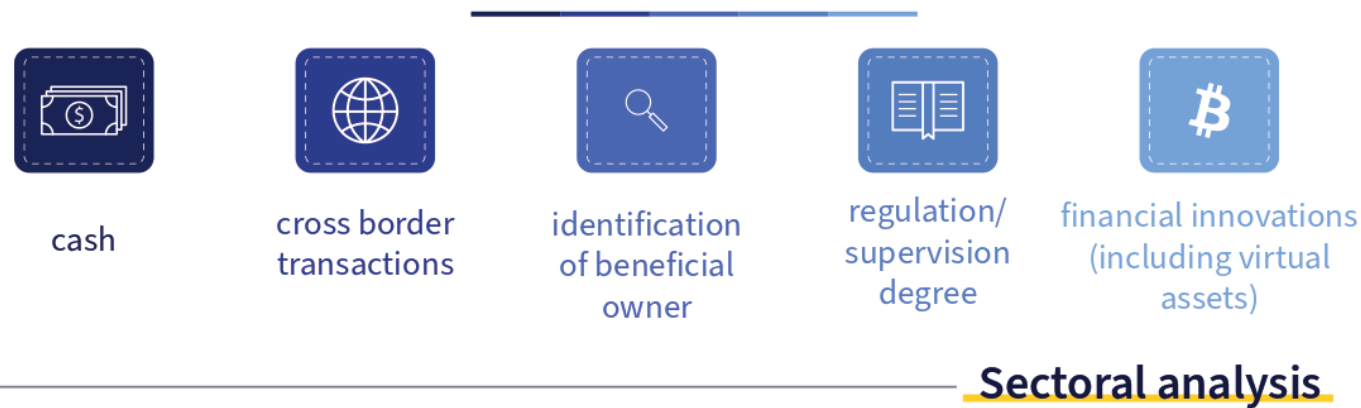 cash
cross border
transactions
identification
of beneficial
owner
regulation/
supervision
degree
financial innovations
(including virtual
assets)
Sectoral analysis